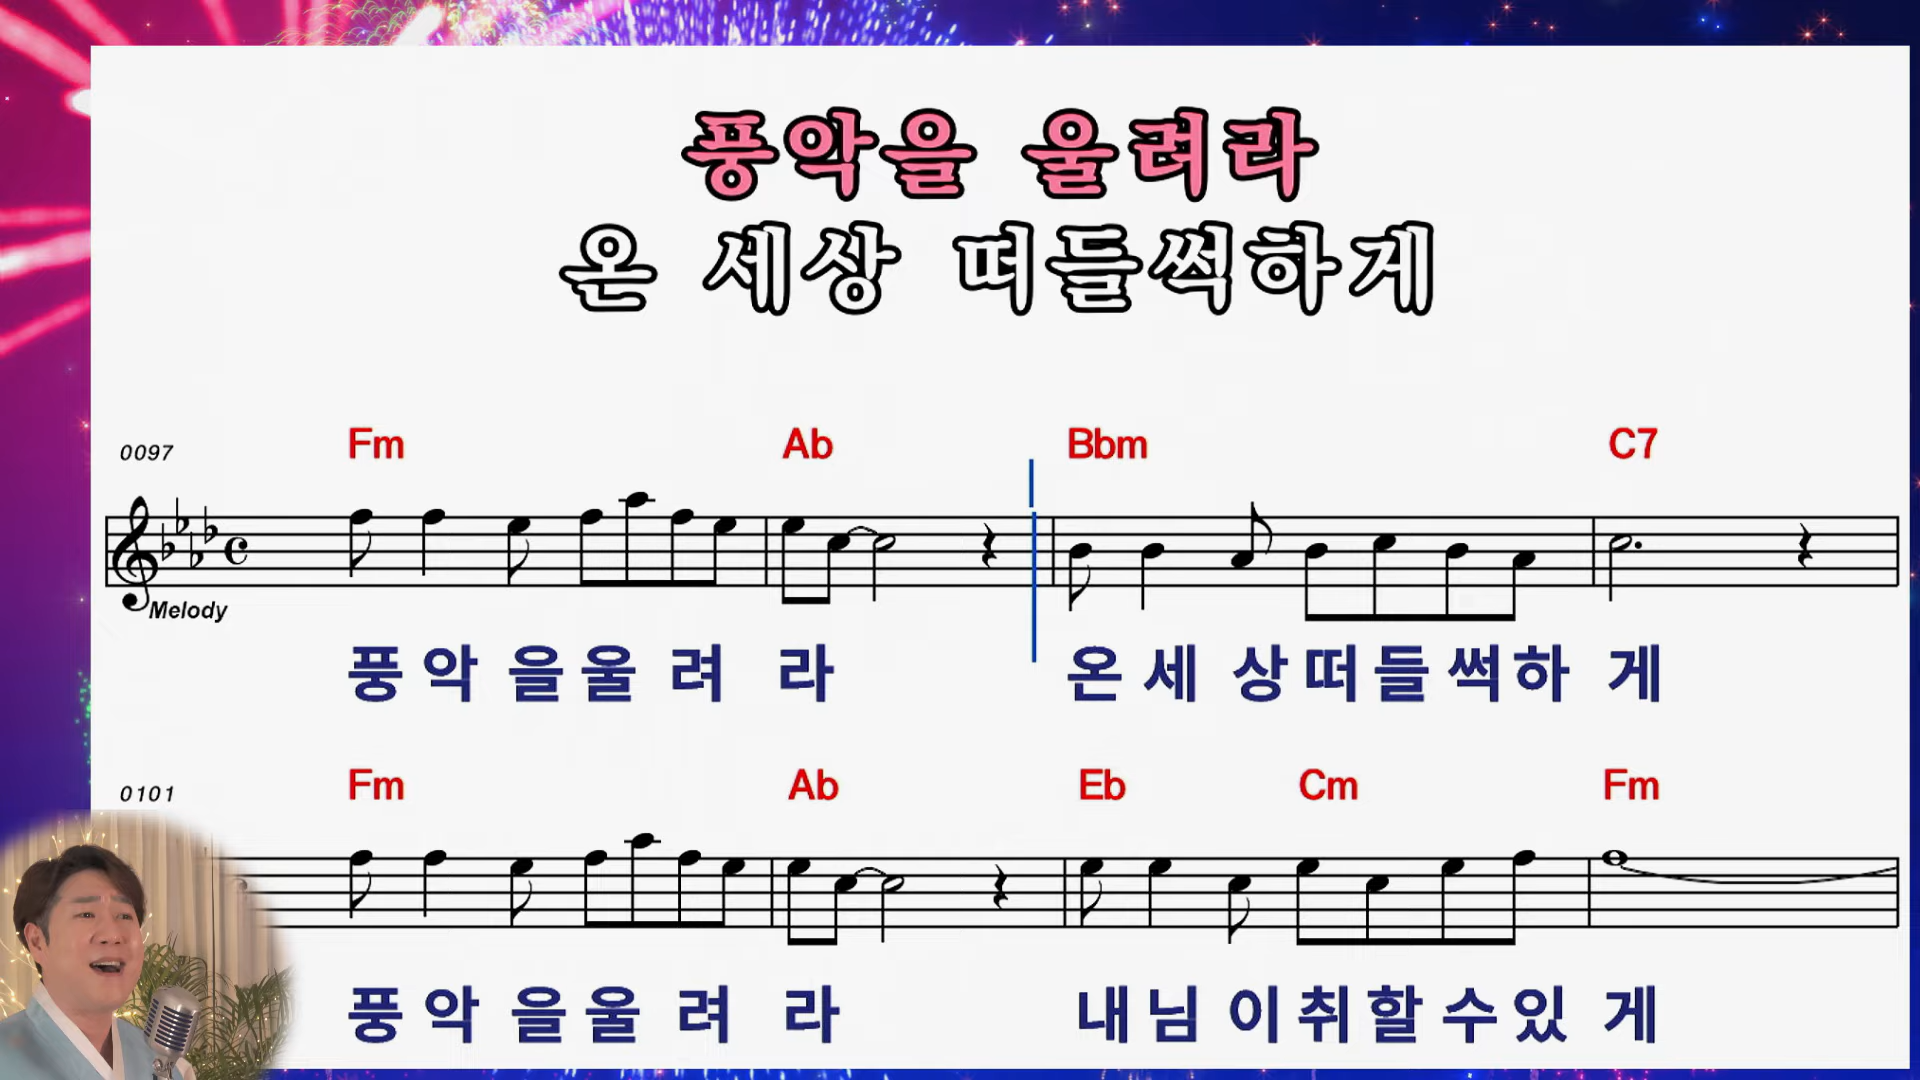 풍악을 울려라
온 세상 떠들썩하게
0097 Fm Ab Bbm C7
Melody
풍 악 을 울 려 라 온 세 상 떠 들 썩 하 게
0101 Fm Ab Eb Cm Fm
풍 악 을 울 려 라 내 님 이 취 할 수 있 게